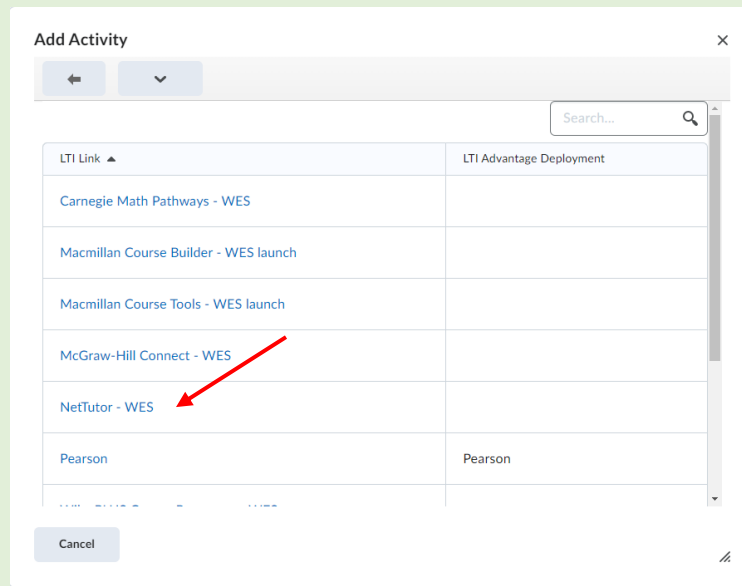 Add Activity
Search...
LTI Link
LTI Advantage Deployment
Carnegie Math Pathways - WES
Macmillan Course Builder - WES launch
Macmillan Course Tools - WES launch
McGraw-Hill Connect - WES
NetTutor - WES
Pearson
Pearson
Cancel